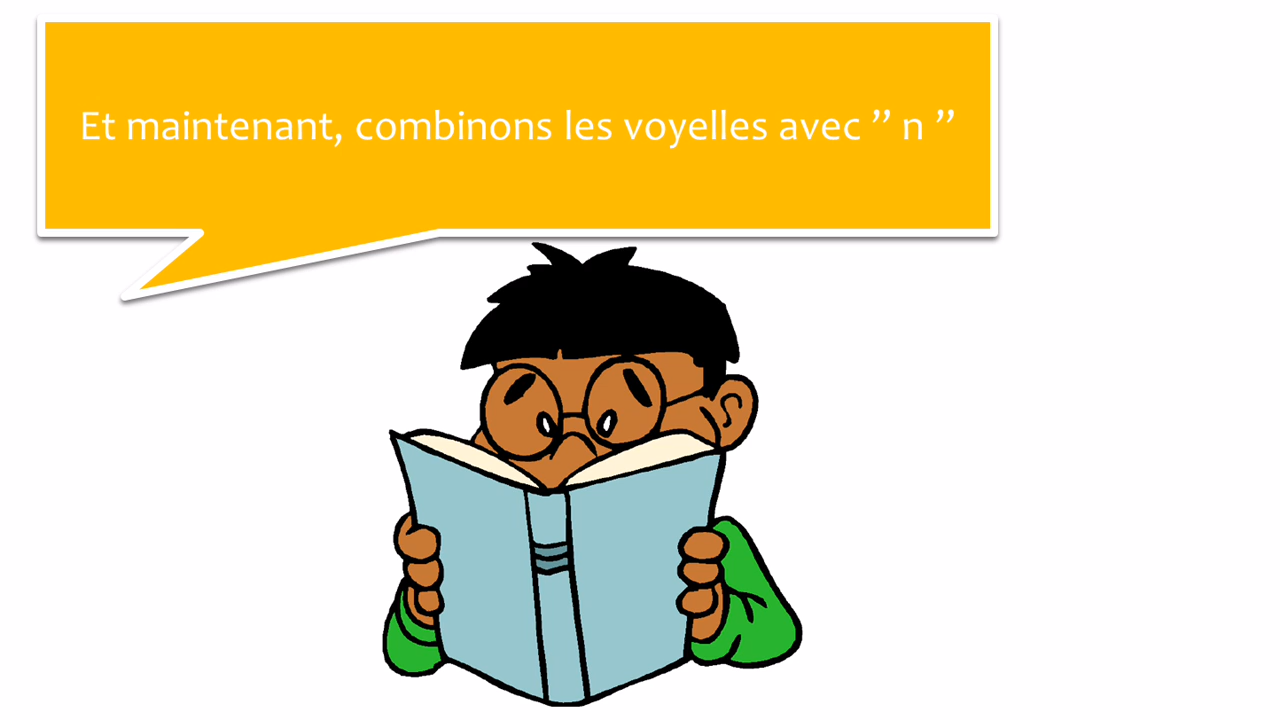 Et maintenant, combinons les voyelles avec ” n ”